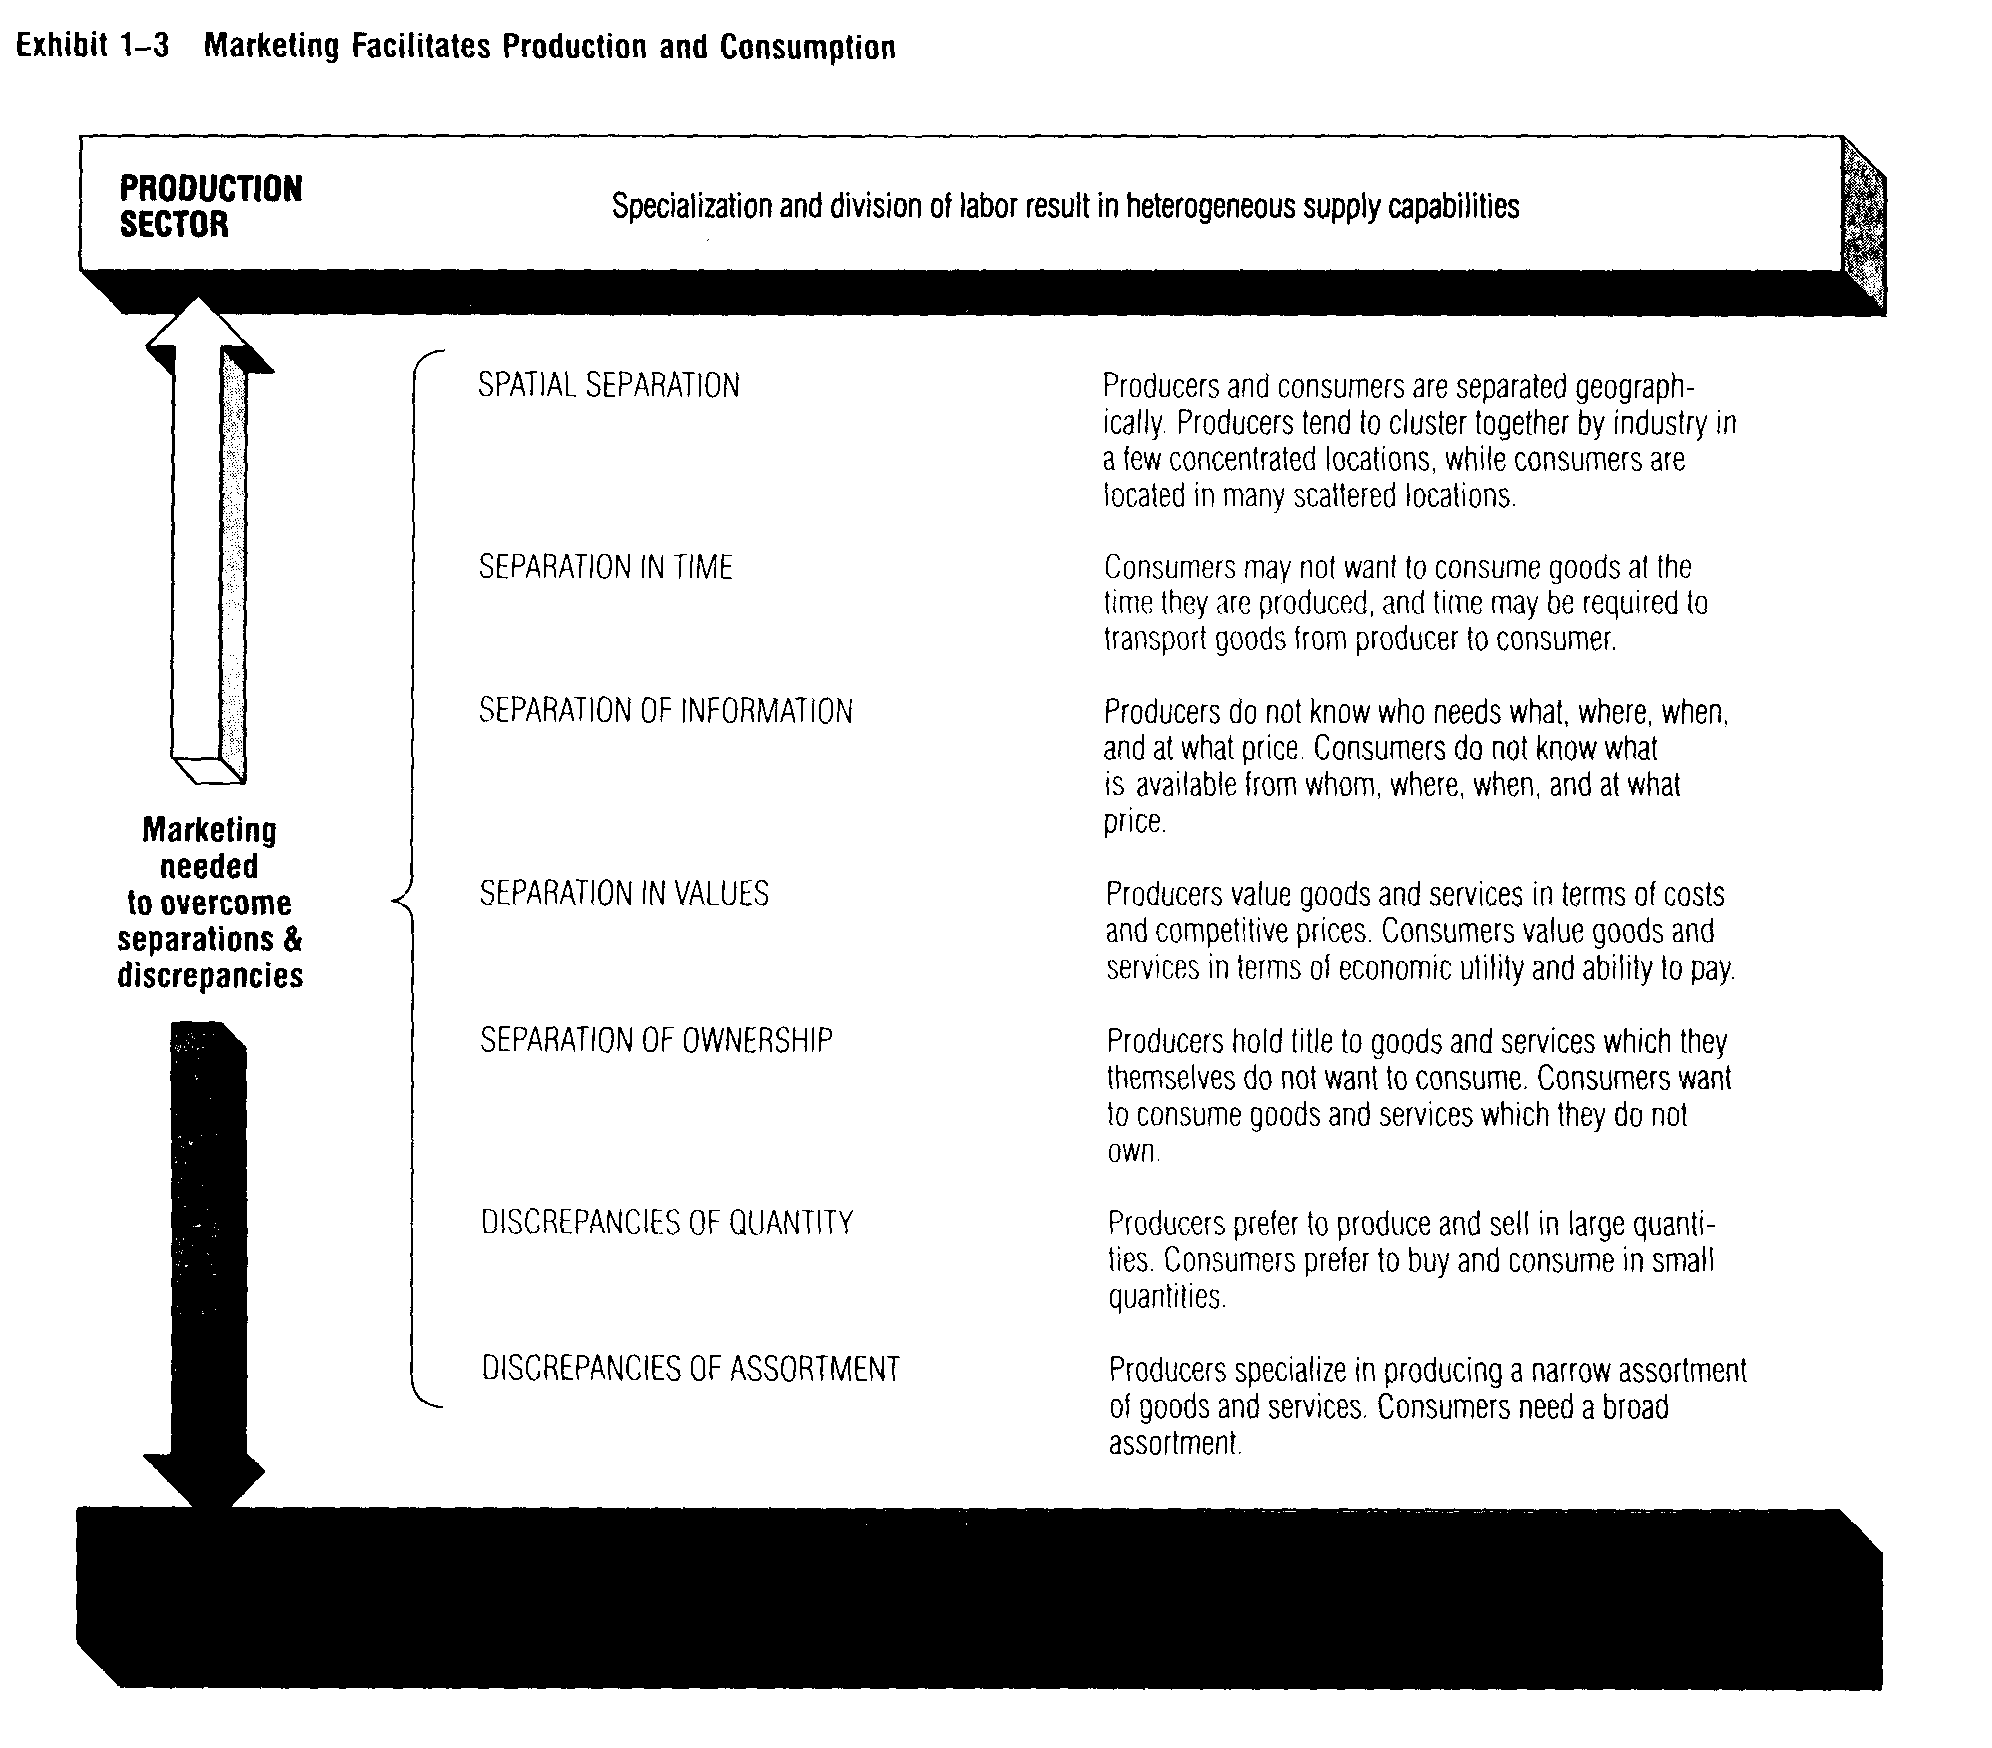 Exhibit 1–3 Marketing Facilitates Production and Consumption
PRODUCTION
SECTOR
Specialization and division of labor result in heterogeneous supply capabilities
SPATIAL SEPARATION
Producers and consumers are separated geograph-
ically. Producers tend to cluster together by industry in
a few concentrated locations, while consumers are
located in many scattered locations.
SEPARATION IN TIME
Consumers may not want to consume goods at the
time they are produced, and time may be required to
transport goods from producer to consumer.
SEPARATION OF INFORMATION
Producers do not know who needs what, where, when,
and at what price. Consumers do not know what
is available from whom, where, when, and at what
price.
Marketing
needed
to overcome
separations &
discrepancies
SEPARATION IN VALUES
Producers value goods and services in terms of costs
and competitive prices. Consumers value goods and
services in terms of economic utility and ability to pay.
SEPARATION OF OWNERSHIP
Producers hold title to goods and services which they
themselves do not want to consume. Consumers want
to consume goods and services which they do not
own.
DISCREPANCIES OF QUANTITY
Producers prefer to produce and sell in large quanti-
ties. Consumers prefer to buy and consume in small
quantities.
DISCREPANCIES OF ASSORTMENT
Producers specialize in producing a narrow assortment
of goods and services. Consumers need a broad
assortment.